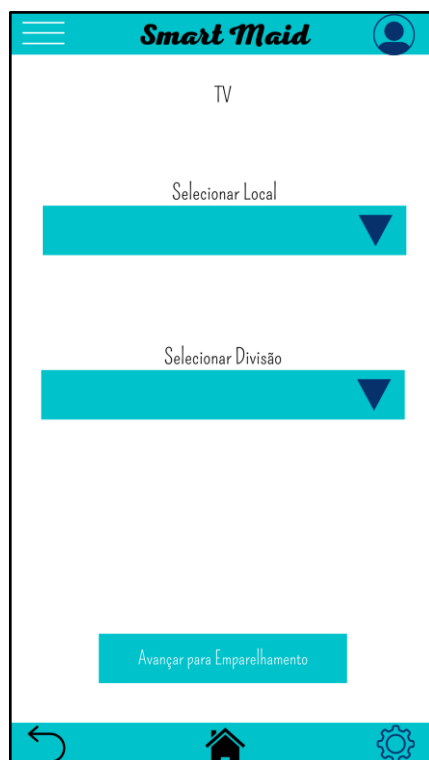 Smart Maid
TV
Selecionar Local
Selecionar Divisão
Avançar para Emparelhamento